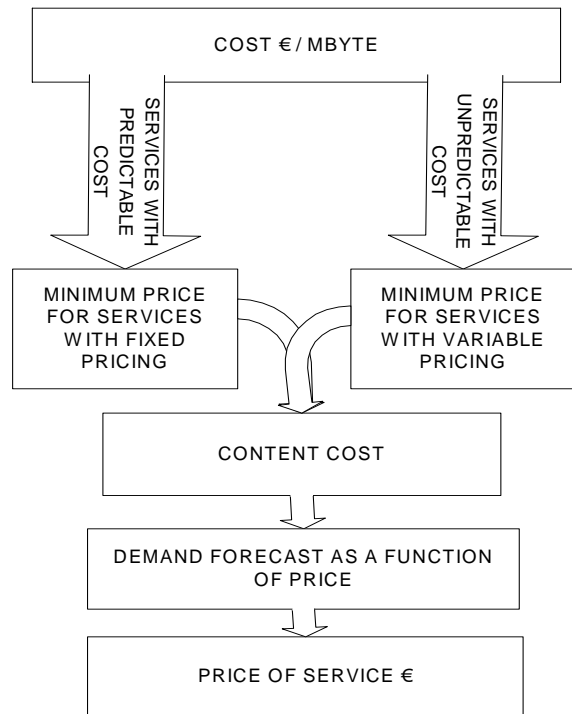 COST €/ MBYTE
SERVICES WITH
PREDICTABLE
COST
SERVICES WITH
UNPREDICTABLE
COST
MINIMUM PRICE
FOR SERVICES
WITH FIXED
PRICING
MINIMUM PRICE
FOR SERVICES
WITH VARIABLE
PRICING
CONTENT COST
DEMAND FORECAST AS A FUNCTION
OF PRICE
PRICE OF SERVICE €